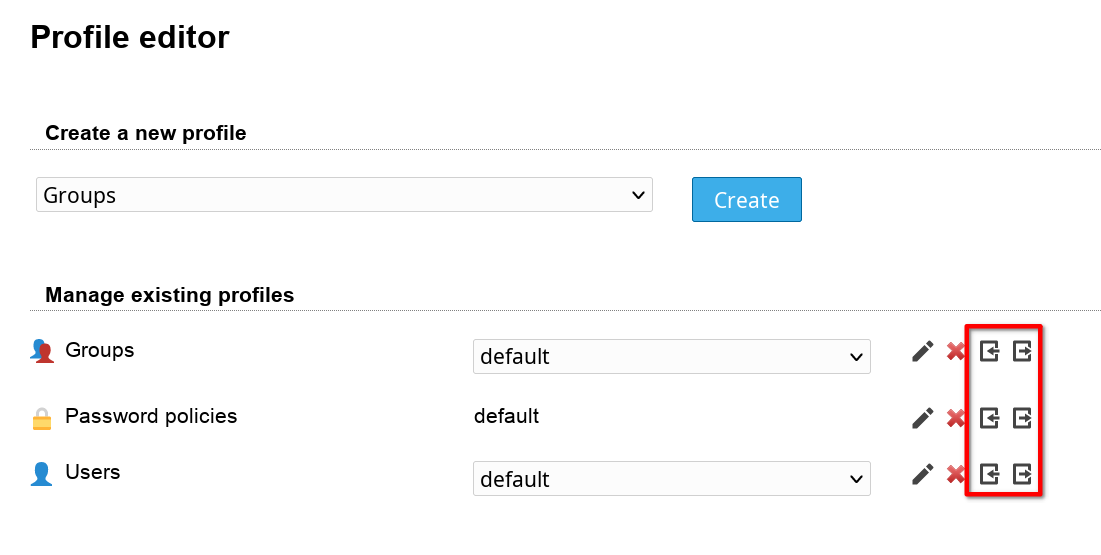 Profile editor
Create a new profile
Groups
Create
Manage existing profiles
Groups default
Password policies default
Users default